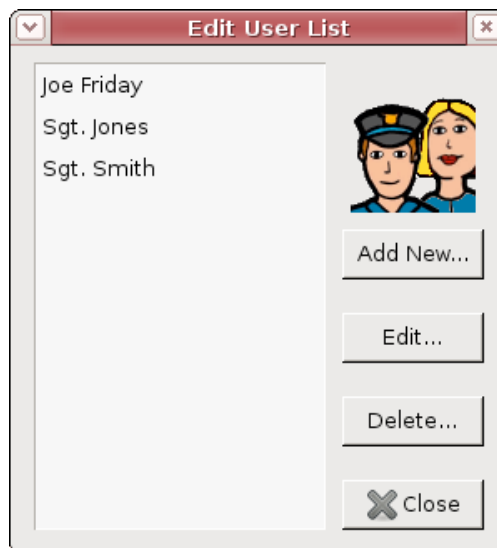 Edit User List
Joe Friday
Sgt. Jones
Sgt. Smith
Add New...
Edit...
Delete...
Close